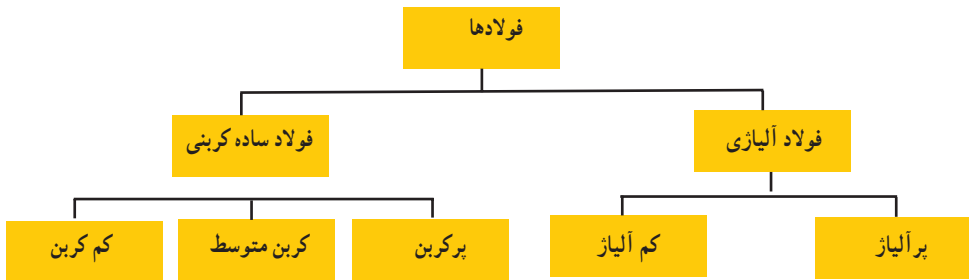 فولادها
فولاد آلیاژی
فولاد ساده کربنی
پرآلیاژ
کم آلیاژ
پرکربن
کربن متوسط
کم کربن